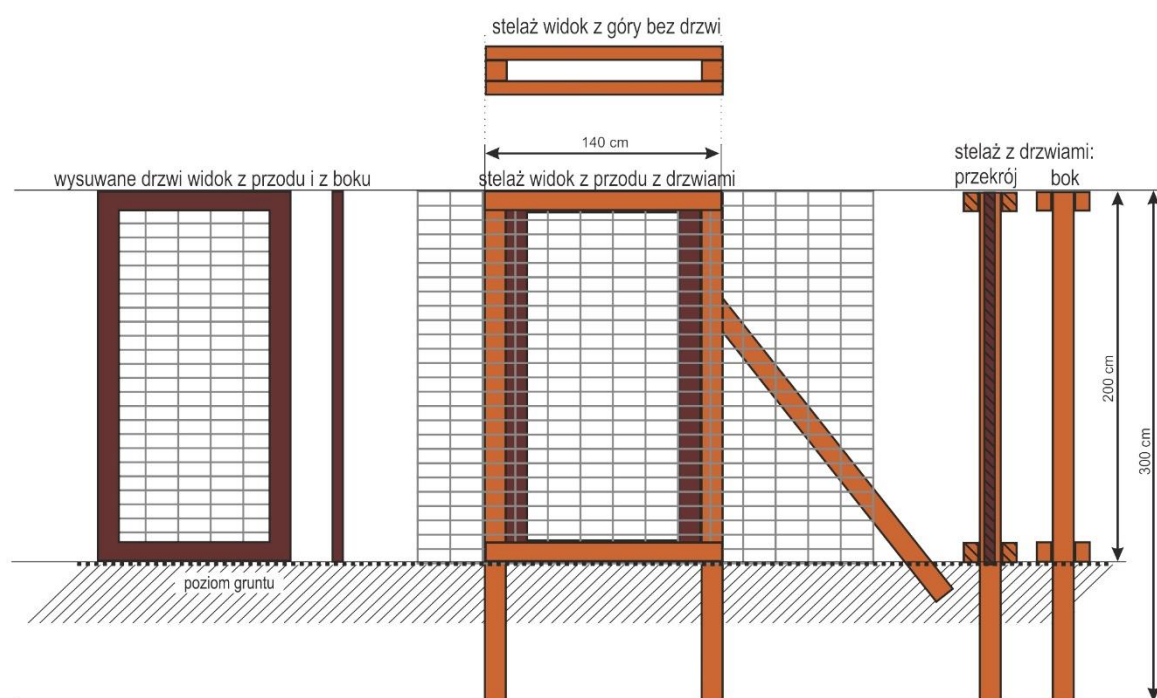 stelaż widok z góry bez drzwi
140 cm
wysuwane drzwi widok z przodu i z boku
stelaż widok z przodu z drzwiami
stelaż z drzwiami:
przekrój
bok
200 cm
300 cm
poziom gruntu